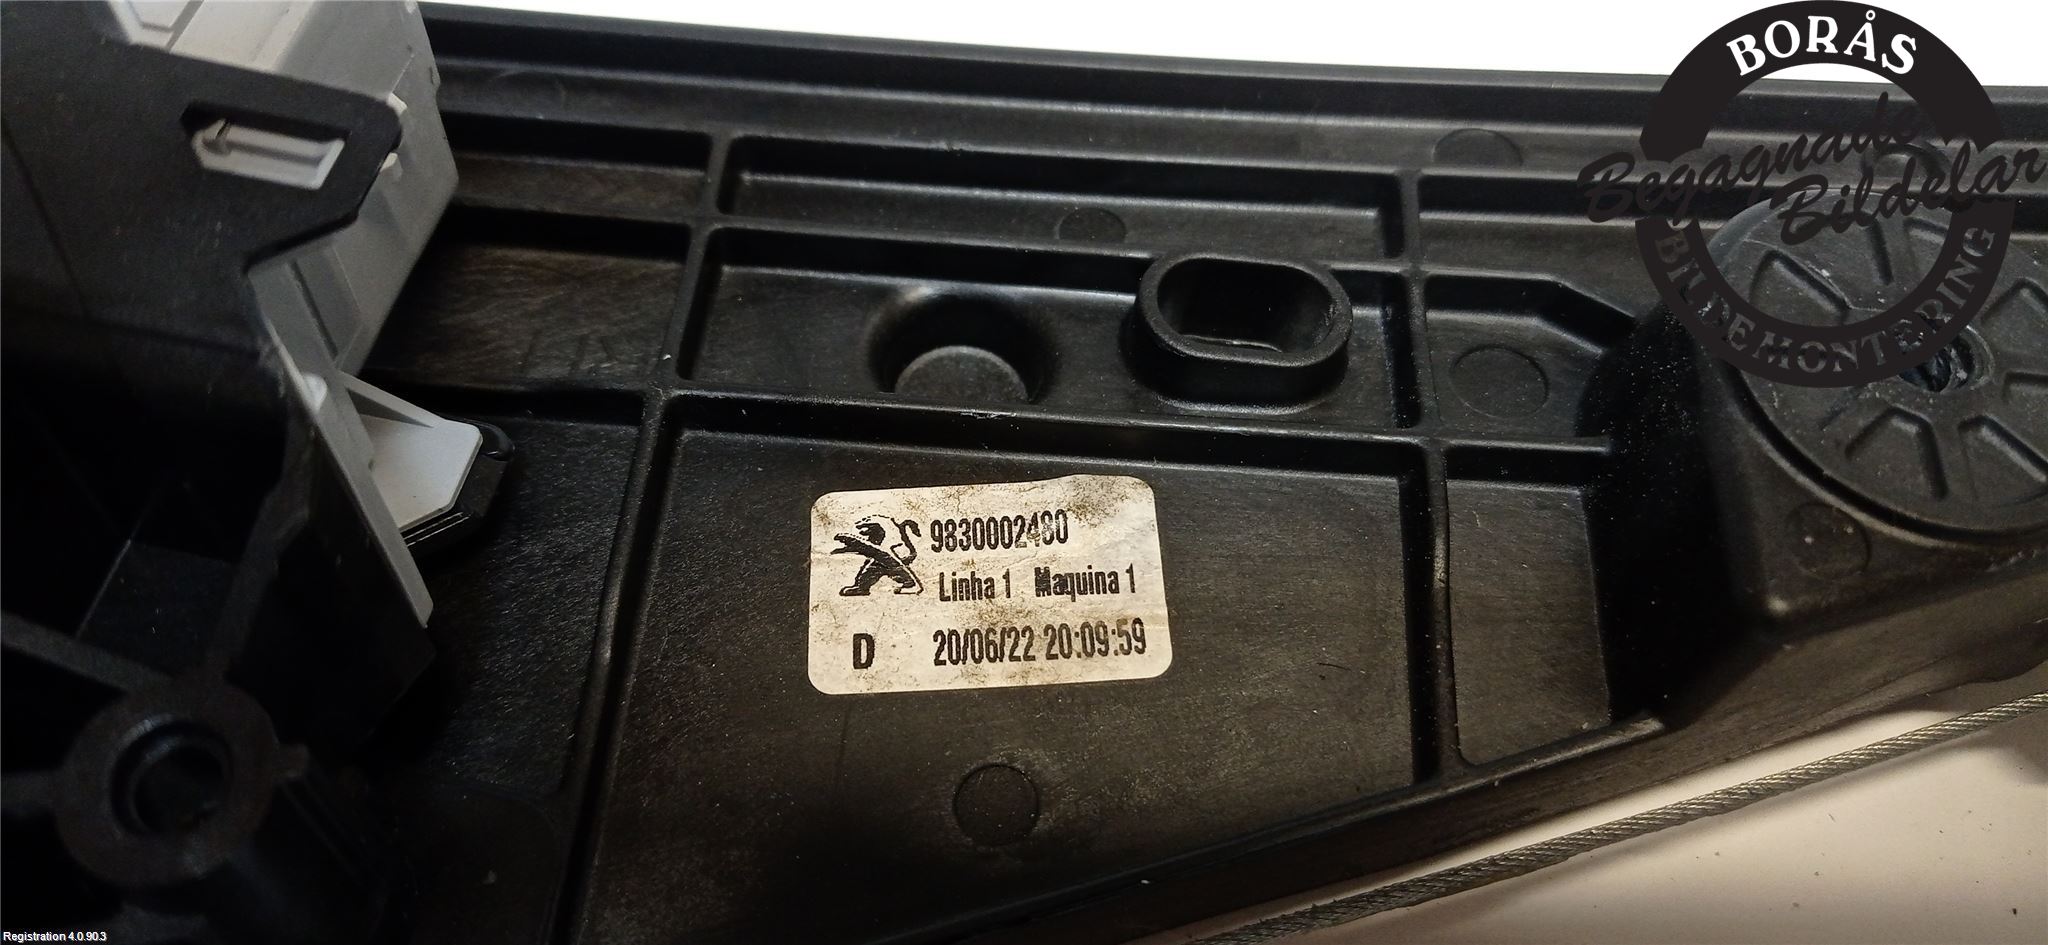 BORÅS
Begagnade
Bildelar
BILDEMONTERING
9830002480
Linha 1 Maquina 1
D 20/06/22 20:09:59
Registration 4.0.90.3